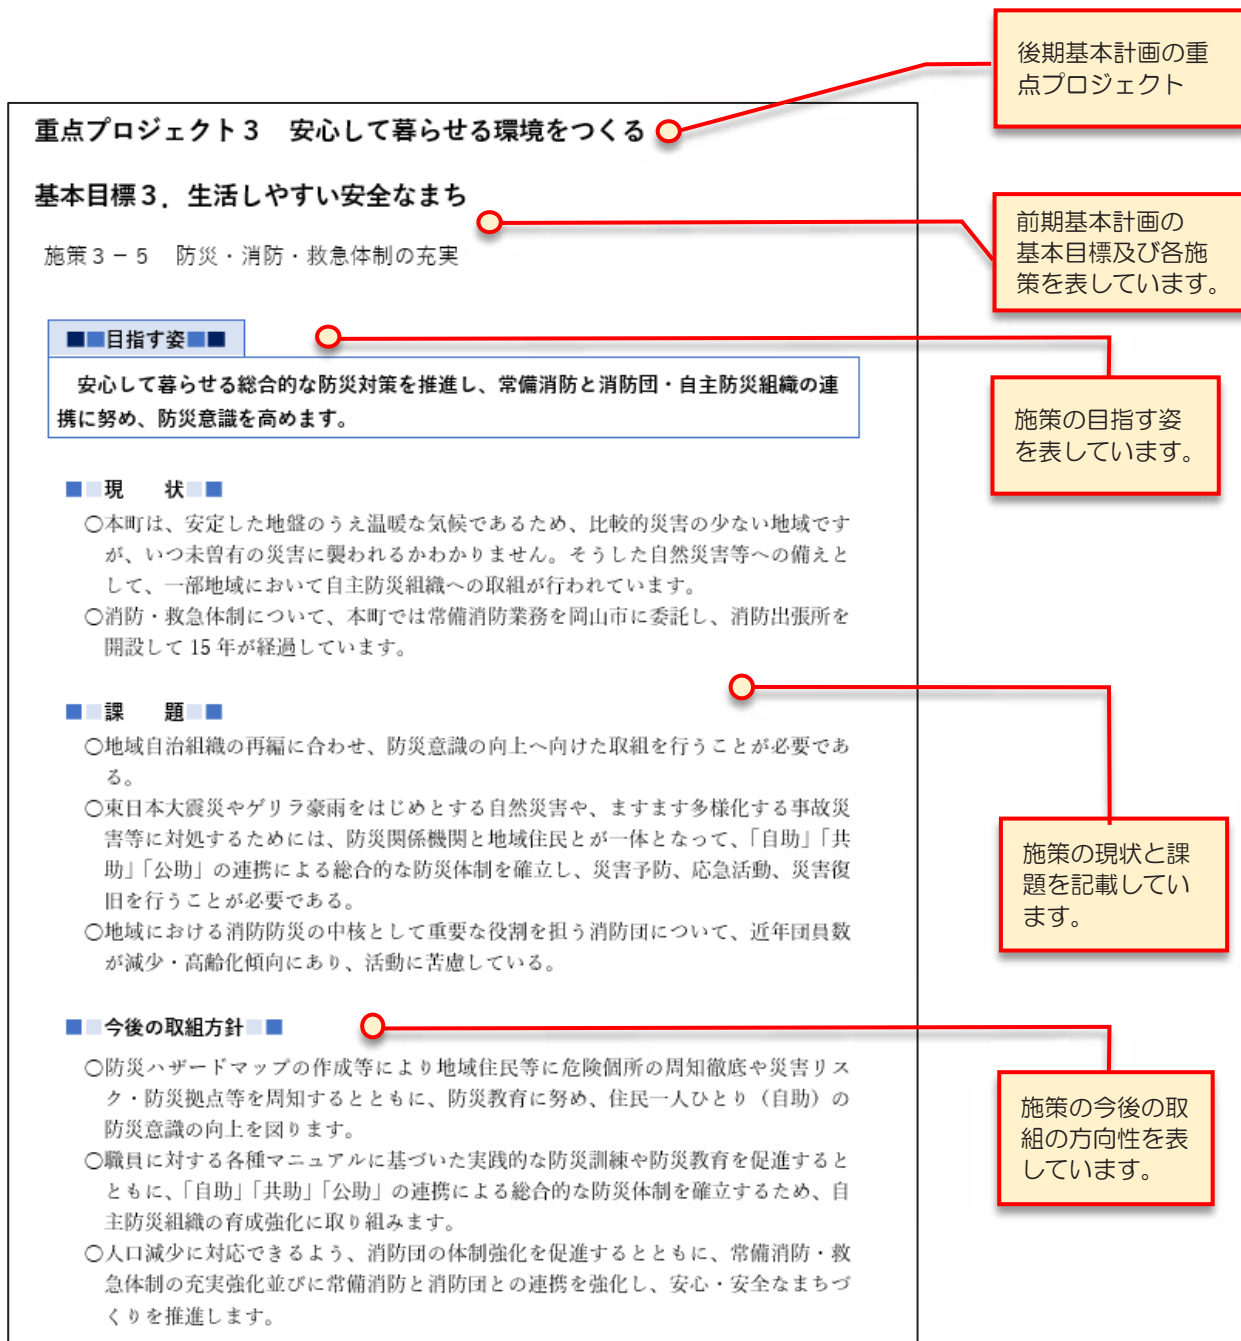 後期基本計画の重
点プロジェクト
重点プロジェクト３　安心して暮らせる環境をつくる
基本目標３．生活しやすい安全なまち
前期基本計画の
基本目標及び各施
策を表しています。
施策３－５　防災・消防・救急体制の充実
■■目指す姿■■
安心して暮らせる総合的な防災対策を推進し、常備消防と消防団・自主防災組織の連
携に努め、防災意識を高めます。
施策の目指す姿
を表しています。
■■現　　状■■
○本町は、安定した地盤のうえ温暖な気候であるため、比較的災害の少ない地域です
が、いつ未曽有の災害に襲われるかわかりません。そうした自然災害等への備えと
して、一部地域において自主防災組織への取組が行われています。
○消防・救急体制について、本町では常備消防業務を岡山市に委託し、消防出張所を
開設して 15 年が経過しています。
■■課　　題■■
○地域自治組織の再編に合わせ、防災意識の向上へ向けた取組を行うことが必要であ
る。
○東日本大震災やゲリラ豪雨をはじめとする自然災害や、ますます多様化する事故災
害等に対処するためには、防災関係機関と地域住民とが一体となって、「自助」「共
助」「公助」の連携による総合的な防災体制を確立し、災害予防、応急活動、災害復
旧を行うことが必要である。
○地域における消防防災の中核として重要な役割を担う消防団について、近年団員数
が減少・高齢化傾向にあり、活動に苦慮している。
施策の現状と課
題を記載してい
ます。
■■今後の取組方針■■
○防災ハザードマップの作成等により地域住民等に危険個所の周知徹底や災害リス
ク・防災拠点等を周知するとともに、防災教育に努め、住民一人ひとり（自助）の
防災意識の向上を図ります。
○職員に対する各種マニュアルに基づいた実践的な防災訓練や防災教育を促進すると
ともに、「自助」「共助」「公助」の連携による総合的な防災体制を確立するため、自
主防災組織の育成強化に取り組みます。
○人口減少に対応できるよう、消防団の体制強化を促進するとともに、常備消防・救
急体制の充実強化並びに常備消防と消防団との連携を強化し、安心・安全なまちづ
くりを推進します。
施策の今後の取
組の方向性を表
しています。